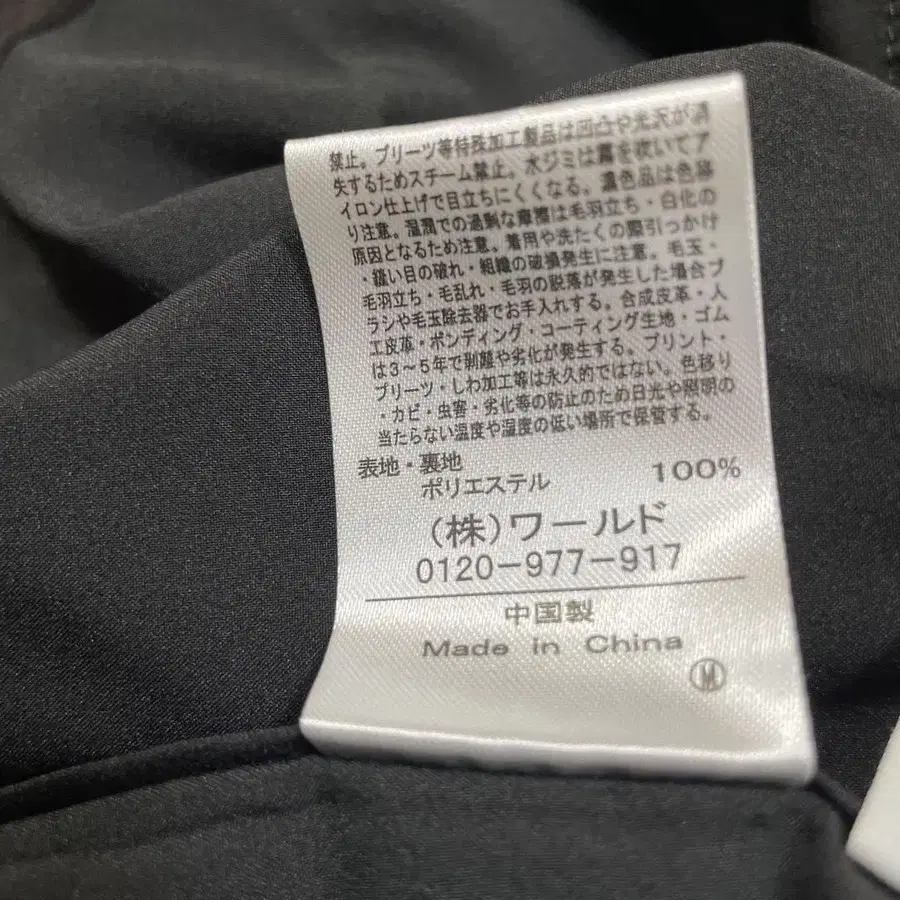 禁止。プリーツ等特殊加工製品は凹凸や光沢が消
失するためスチーム禁止。水ジミは霧を吹いてア
イロン仕上げで目立ちにくくなる。濃色品は色移
り注意。湿潤での過剰な摩擦は毛羽立ち・白化の
原因となるため注意。着用や洗たくの際引っかけ
・縫い目の破れ・組織の破損発生に注意。毛玉・
毛羽立ち・毛乱れ・毛羽の脱落が発生した場合ブ
ラシや毛玉除去器でお手入れする。合成皮革・人
工皮革・ボンディング・コーティング生地・ゴム
は3～5年で剥離や劣化が発生する。プリント・
プリーツ・しわ加工等は永久的ではない。色移り
・カビ・虫害・劣化等の防止のため日光や照明の
当たらない温度や湿度の低い場所で保管する。
表地・裏地
ポリエステル 100%
(株)ワールド
0120-977-917
中国製
Made in China
M